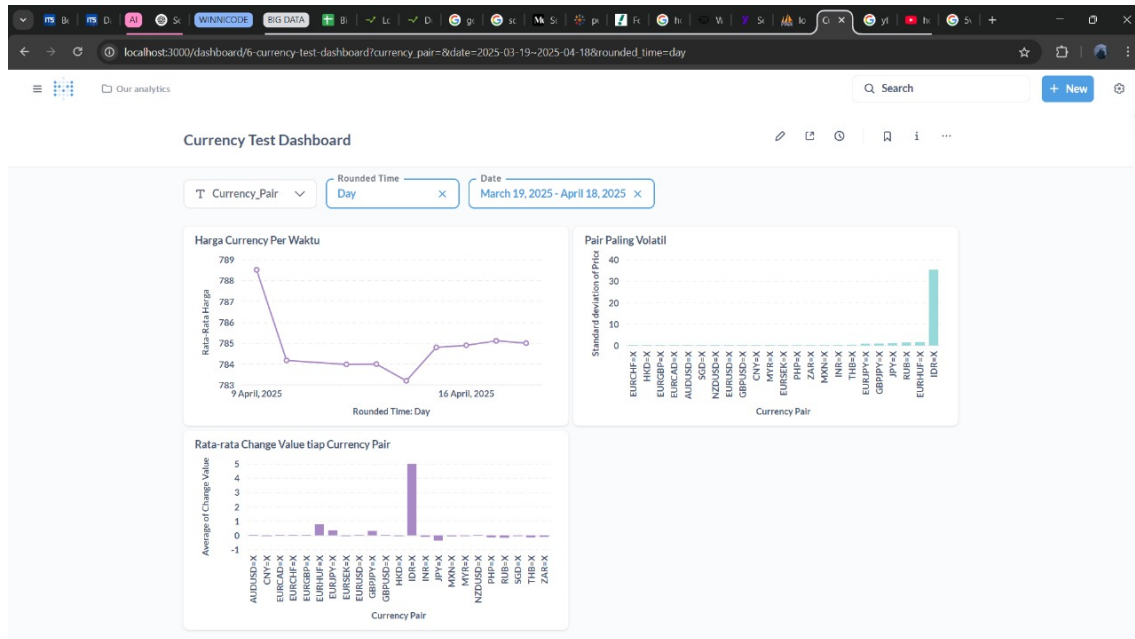 AI
WINNICODE
BIG DATA
localhost:3000/dashboard/6-currency-test-dashboard?currency_pair=&date=2025-03-19~2025-04-18&rounded_time=day
Our analytics
Search
+ New
Currency Test Dashboard
Currency_Pair
Rounded Time
Day
Date
March 19, 2025 - April 18, 2025
Harga Currency Per Waktu
789
788
787
786
785
784
783
Rata-Rata Harga
9 April, 2025
16 April, 2025
Rounded Time: Day
Pair Paling Volatil
40
30
20
10
0
Standard deviation of Price
EURCHF=X
HKD=X
EURGBP=X
EURCAD=X
AUDUSD=X
SGD=X
NZDUSD=X
EURUSD=X
GBPUSD=X
CNY=X
MYR=X
EURSEK=X
PHP=X
ZAR=X
MXN=X
INR=X
THB=X
EURJPY=X
GBPJPY=X
JPY=X
RUB=X
EURHUF=X
IDR=X
Currency Pair
Rata-rata Change Value tiap Currency Pair
5
4
3
2
1
0
-1
Average of Change Value
AUDUSD=X
CNY=X
EURCAD=X
EURCHF=X
EURGBP=X
EURHUF=X
EURJPY=X
EURSEK=X
EURUSD=X
GBPJPY=X
GBPUSD=X
HKD=X
IDR=X
INR=X
JPY=X
MXN=X
MYR=X
NZDUSD=X
PHP=X
RUB=X
SGD=X
THB=X
ZAR=X
Currency Pair